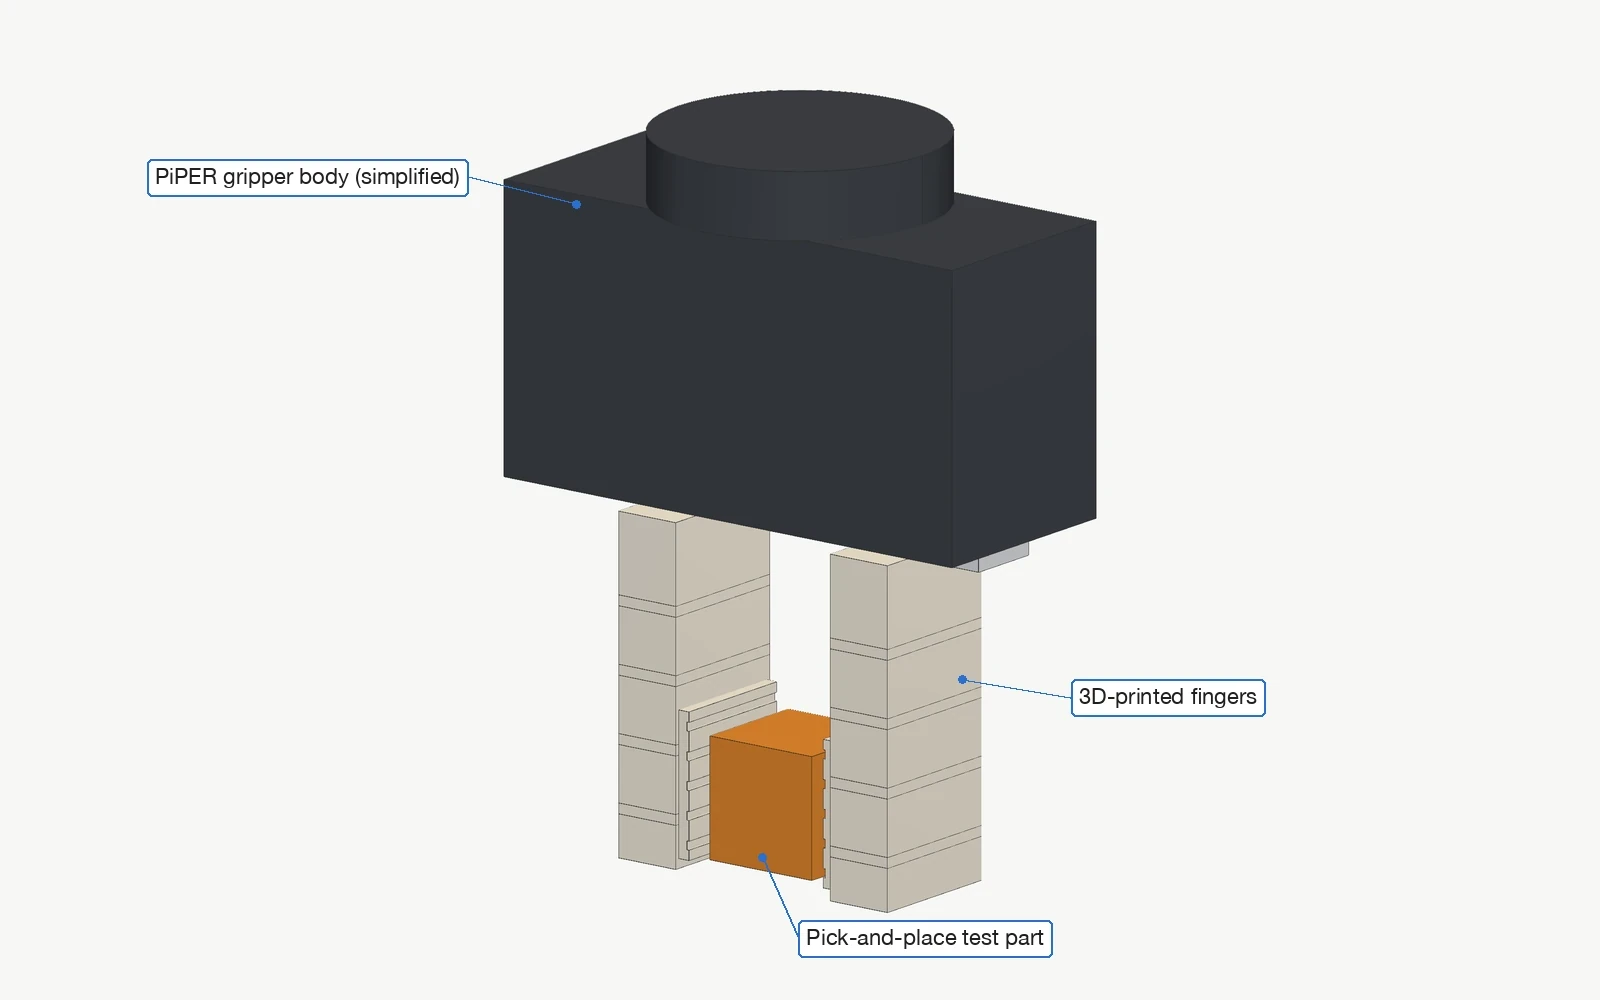 PiPER gripper body (simplified)
3D-printed fingers
Pick-and-place test part